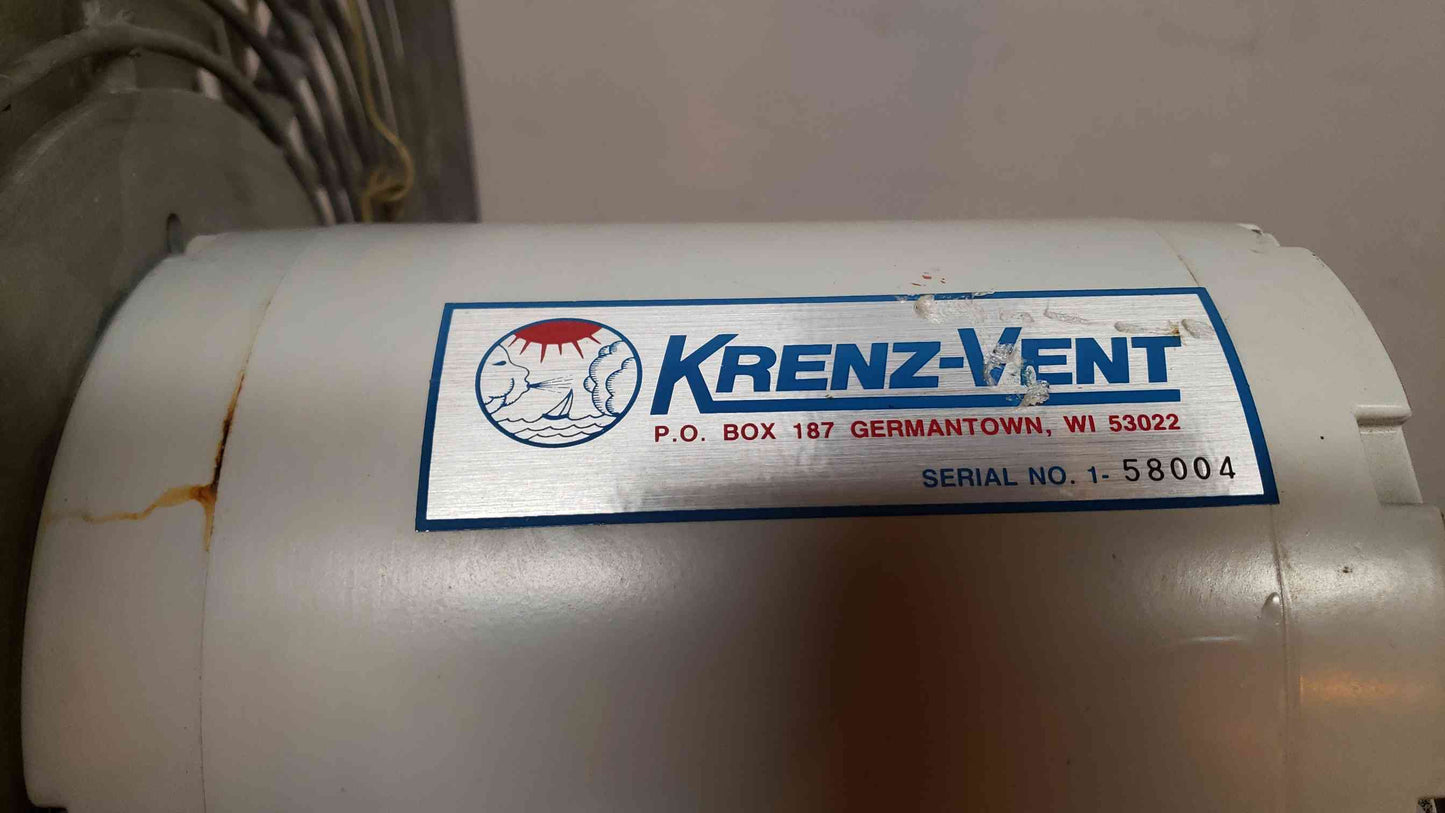 KRENZ-VENT
P.O. BOX 187 GERMANTOWN, WI 53022
SERIAL NO. 1- 58004